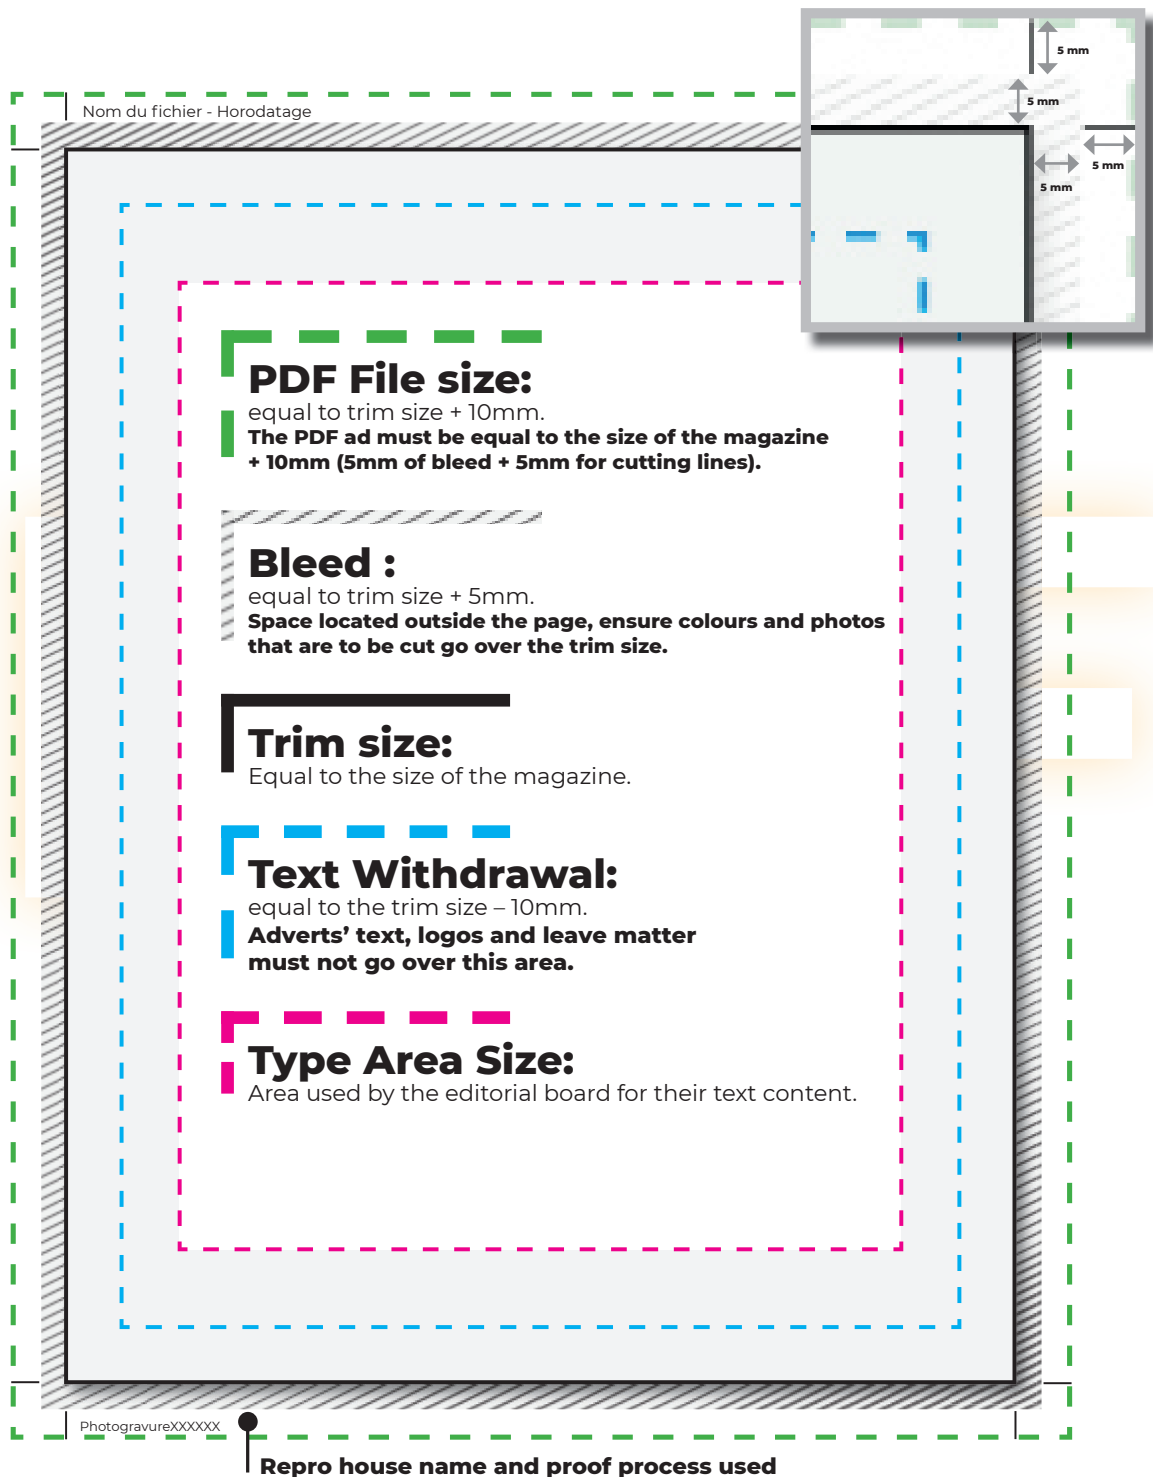 5 mm
5 mm
5 mm
5 mm
Nom du fichier - Horodatage
PDF File size:
equal to trim size + 10mm.
The PDF ad must be equal to the size of the magazine
+ 10mm (5mm of bleed + 5mm for cutting lines).
Bleed :
equal to trim size + 5mm.
Space located outside the page, ensure colours and photos
that are to be cut go over the trim size.
Trim size:
Equal to the size of the magazine.
Text Withdrawal:
equal to the trim size – 10mm.
Adverts’ text, logos and leave matter
must not go over this area.
Type Area Size:
Area used by the editorial board for their text content.
PhotogravureXXXXXX
Repro house name and proof process used